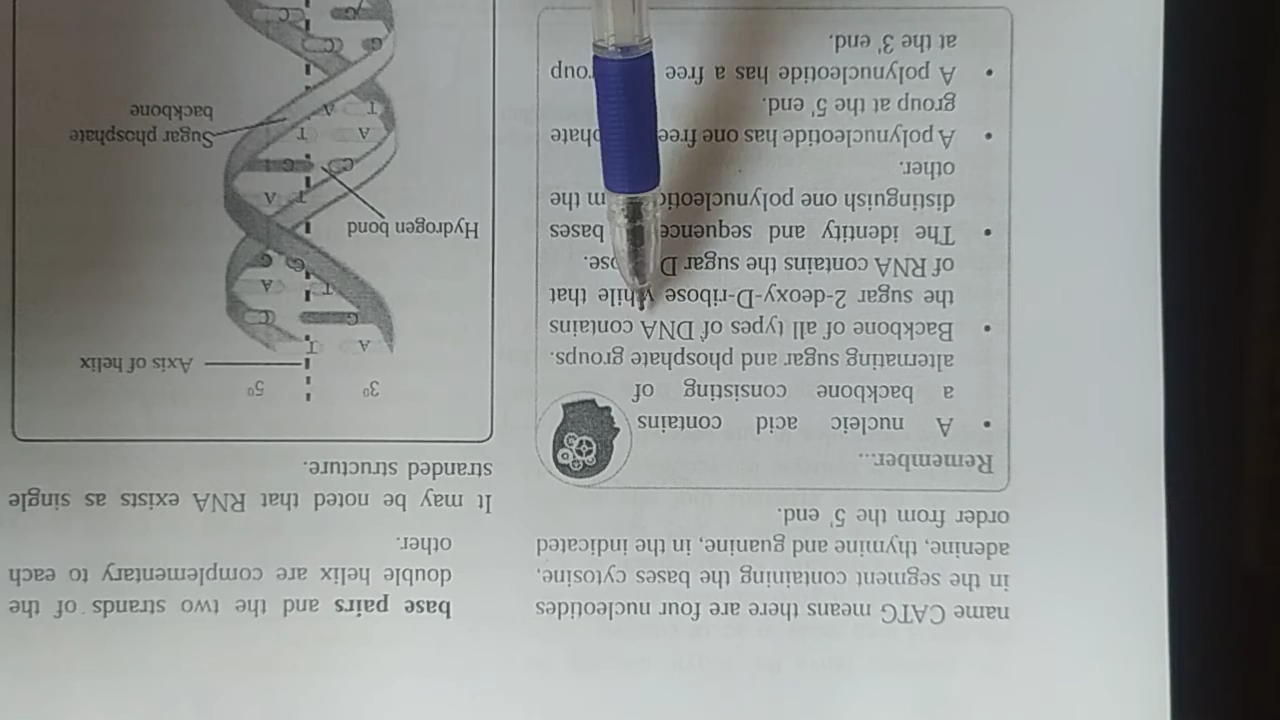 name CATG means there are four nucleotides
in the segment containing the bases cytosine,
adenine, thymine and guanine, in the indicated
order from the 5' end.
Remember...
• A nucleic acid contains
a backbone consisting of
alternating sugar and phosphate groups.
• Backbone of all types of DNA contains
the sugar 2-deoxy-D-ribose while that
of RNA contains the sugar D-ribose.
• The identity and sequence bases
distinguish one polynucleotide from the
other.
• A polynucleotide has one free phosphate
group at the 5' end.
• A polynucleotide has a free group
at the 3' end.
base pairs and the two strands of the
double helix are complementary to each
other.
It may be noted that RNA exists as single
stranded structure.
3º 5º
Axis of helix
A T
G C
T A
G
Hydrogen bond
T A
C G
A T
Sugar phosphate
backbone
T A
G C
C